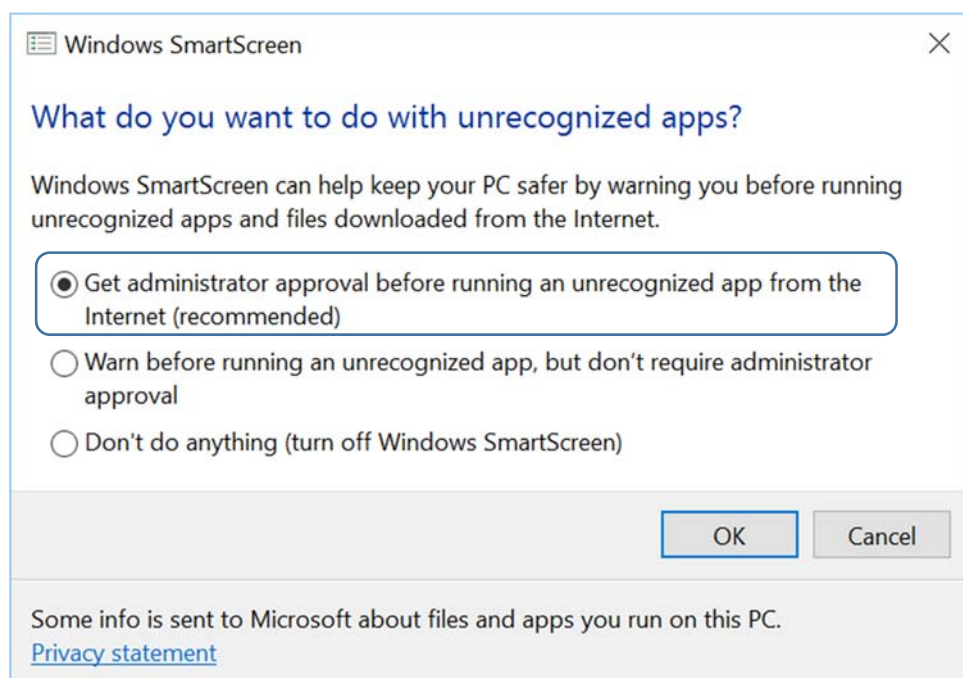 Windows SmartScreen
What do you want to do with unrecognized apps?
Windows SmartScreen can help keep your PC safer by warning you before running
unrecognized apps and files downloaded from the Internet.
Get administrator approval before running an unrecognized app from the
Internet (recommended)
Warn before running an unrecognized app, but don't require administrator
approval
Don't do anything (turn off Windows SmartScreen)
OK Cancel
Some info is sent to Microsoft about files and apps you run on this PC.
Privacy statement